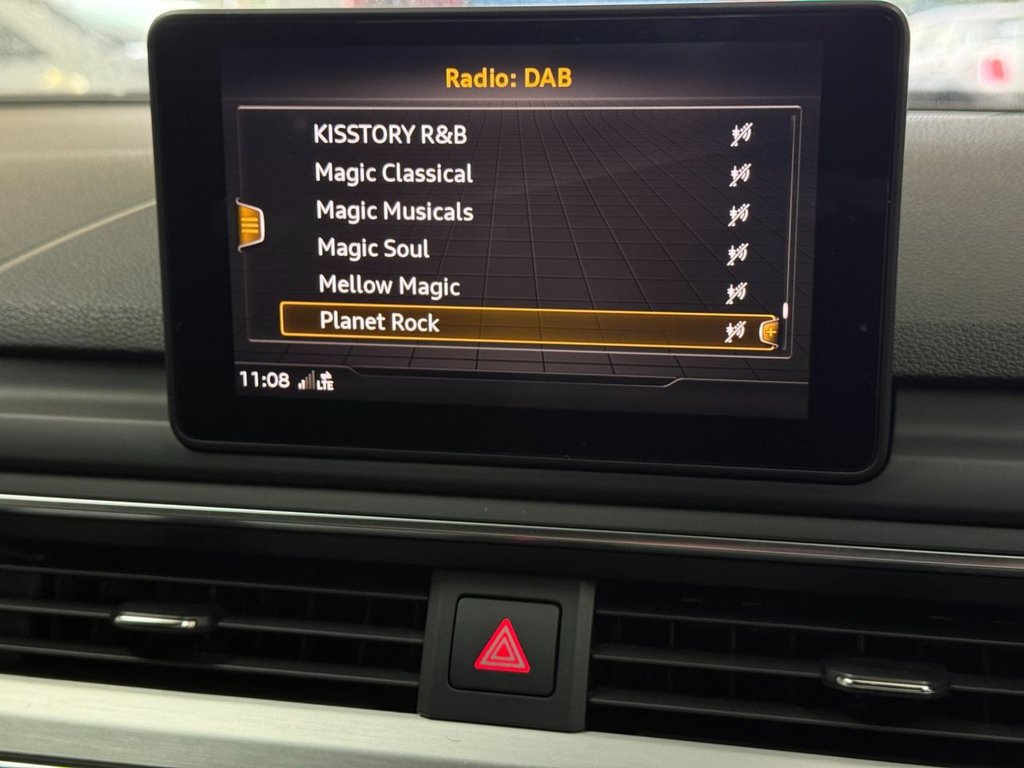 Radio: DAB
KISSTORY R&B
Magic Classical
Magic Musicals
Magic Soul
Mellow Magic
Planet Rock
11:08 LTE